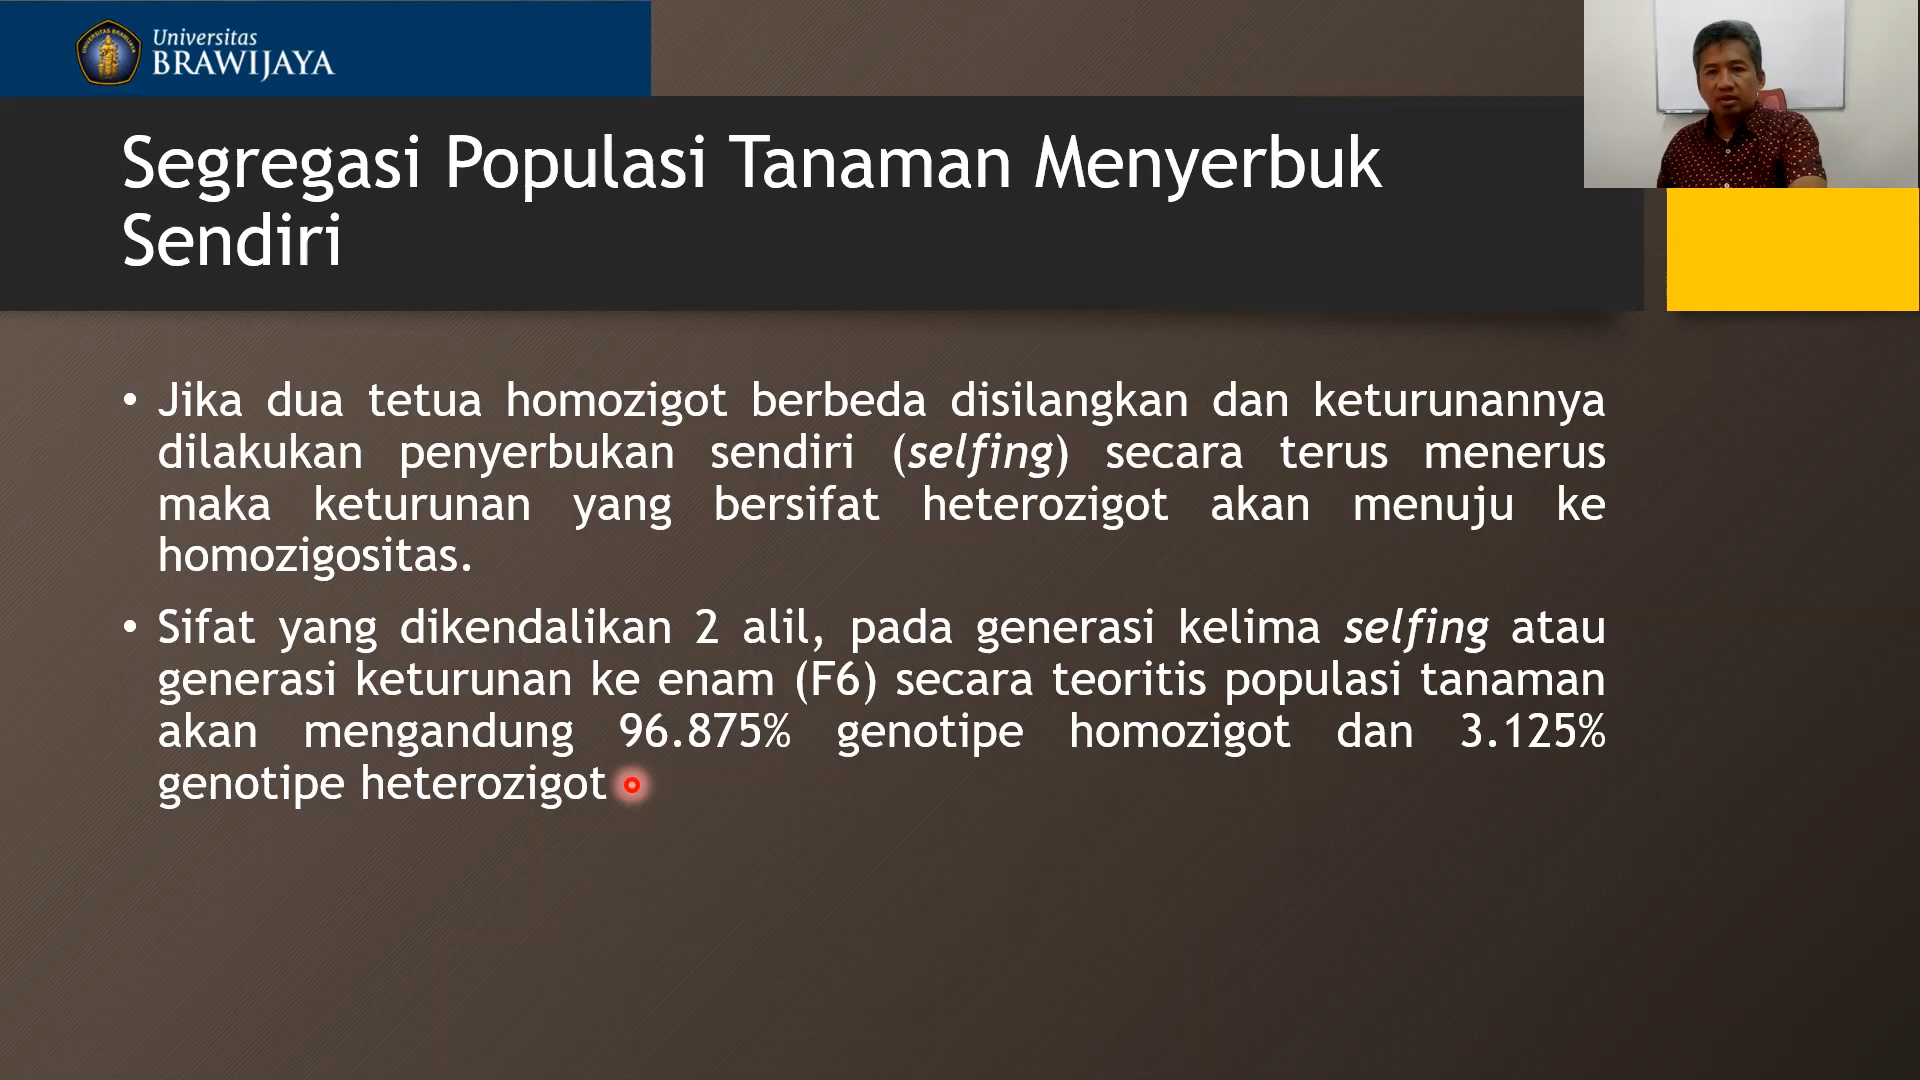 Universitas
BRAWIJAYA
Segregasi Populasi Tanaman Menyerbuk
Sendiri
• Jika dua tetua homozigot berbeda disilangkan dan keturunannya
dilakukan penyerbukan sendiri (selfing) secara terus menerus
maka keturunan yang bersifat heterozigot akan menuju ke
homozigositas.
• Sifat yang dikendalikan 2 alil, pada generasi kelima selfing atau
generasi keturunan ke enam (F6) secara teoritis populasi tanaman
akan mengandung 96.875% genotipe homozigot dan 3.125%
genotipe heterozigot